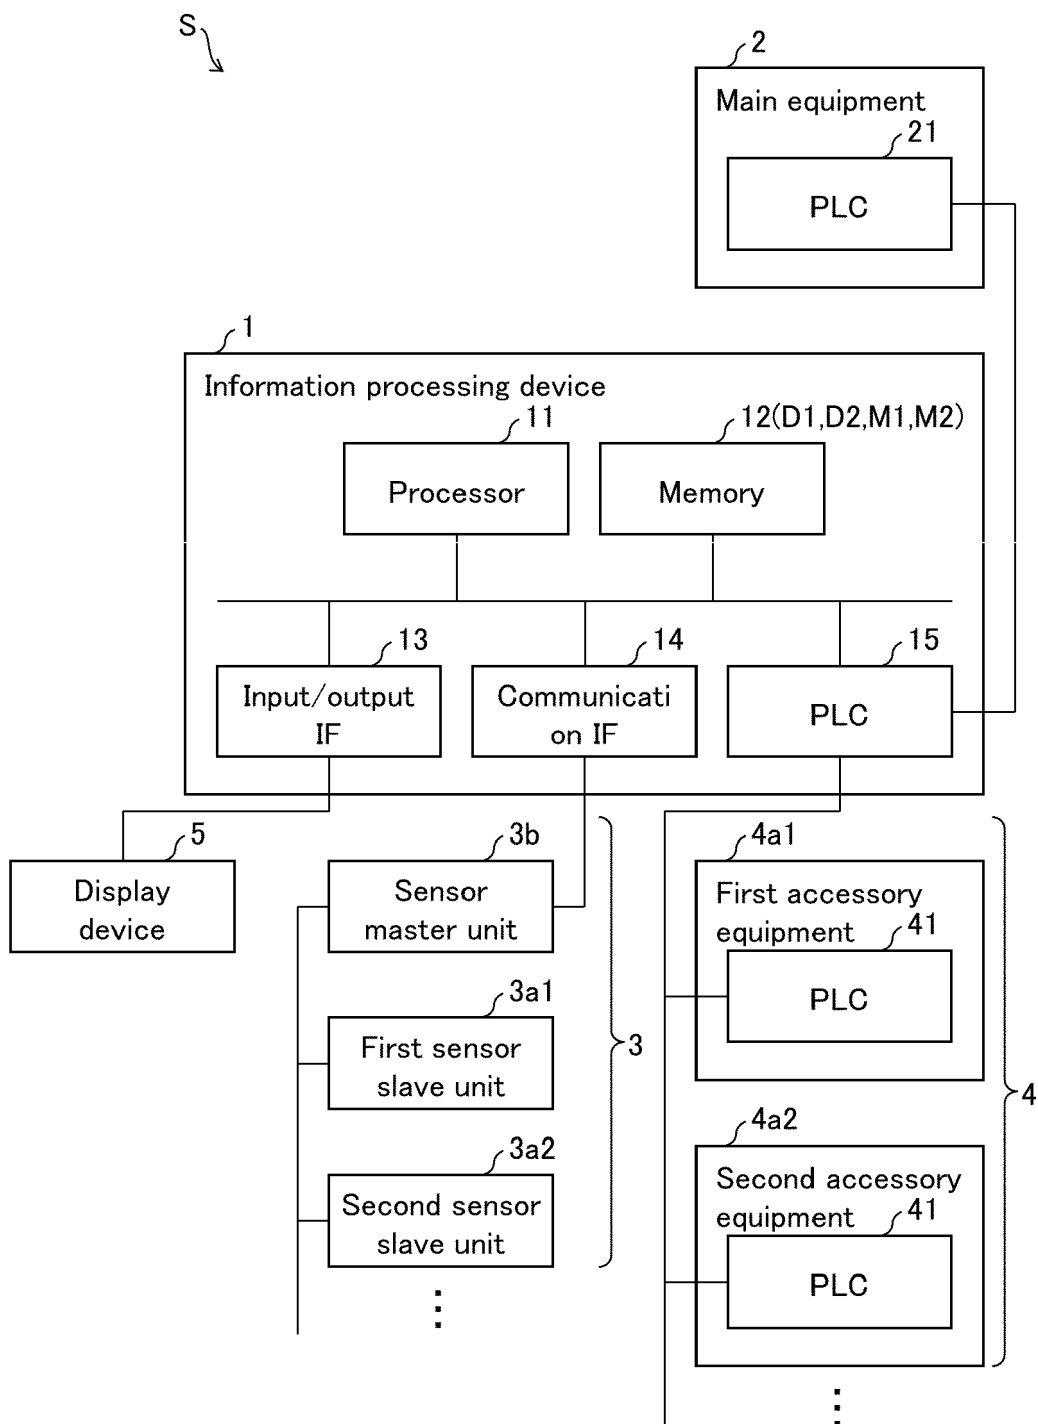 S
2
Main equipment
21
PLC
1
Information processing device
11
12(D1,D2,M1,M2)
Processor
Memory
13
14
15
Input/output
IF
Communicati
on IF
PLC
5
Display
device
3b
Sensor
master unit
3a1
First sensor
slave unit
3a2
Second sensor
slave unit
3
4a1
First accessory
equipment
41
PLC
4a2
Second accessory
equipment
41
PLC
4